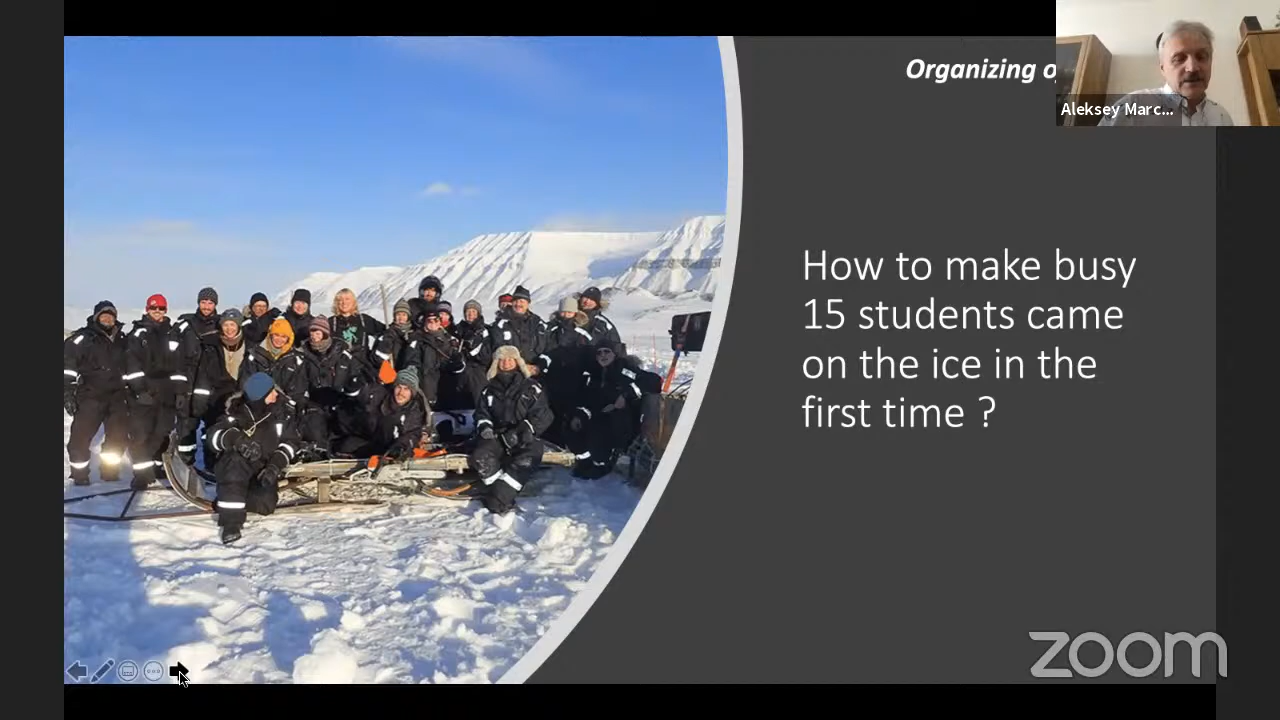 Organizing
Aleksey Marc...
How to make busy
15 students came
on the ice in the
first time ?
zoom